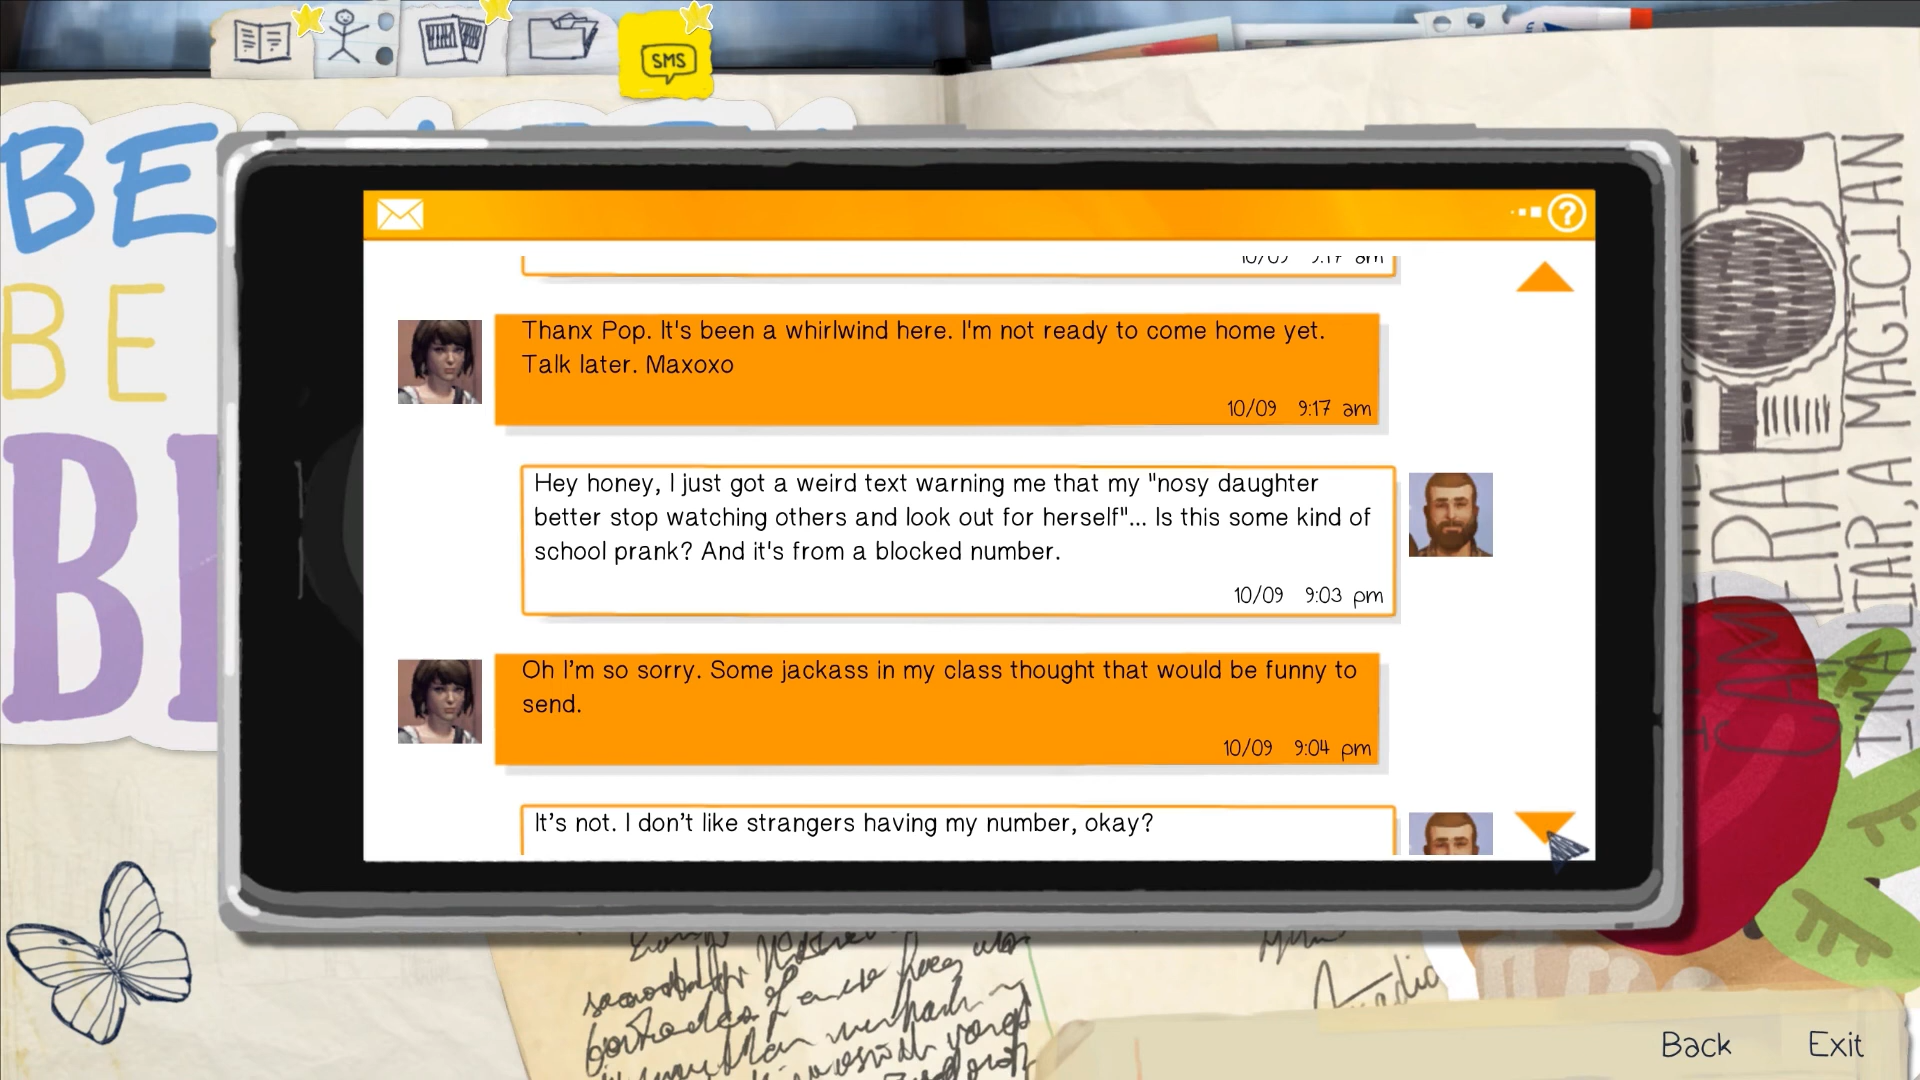 SMS
BE
BE
10/09 9:17 am
Thanx Pop. It's been a whirlwind here. I'm not ready to come home yet.
Talk later. Maxoxo
10/09 9:17 am
Hey honey, I just got a weird text warning me that my "nosy daughter
better stop watching others and look out for herself"... Is this some kind of
school prank? And it's from a blocked number.
10/09 9:03 pm
Oh I’m so sorry. Some jackass in my class thought that would be funny to
send.
10/09 9:04 pm
It’s not. I don’t like strangers having my number, okay?
CAMERA
I'M A LIAR, A MAGICIAN
Back Exit